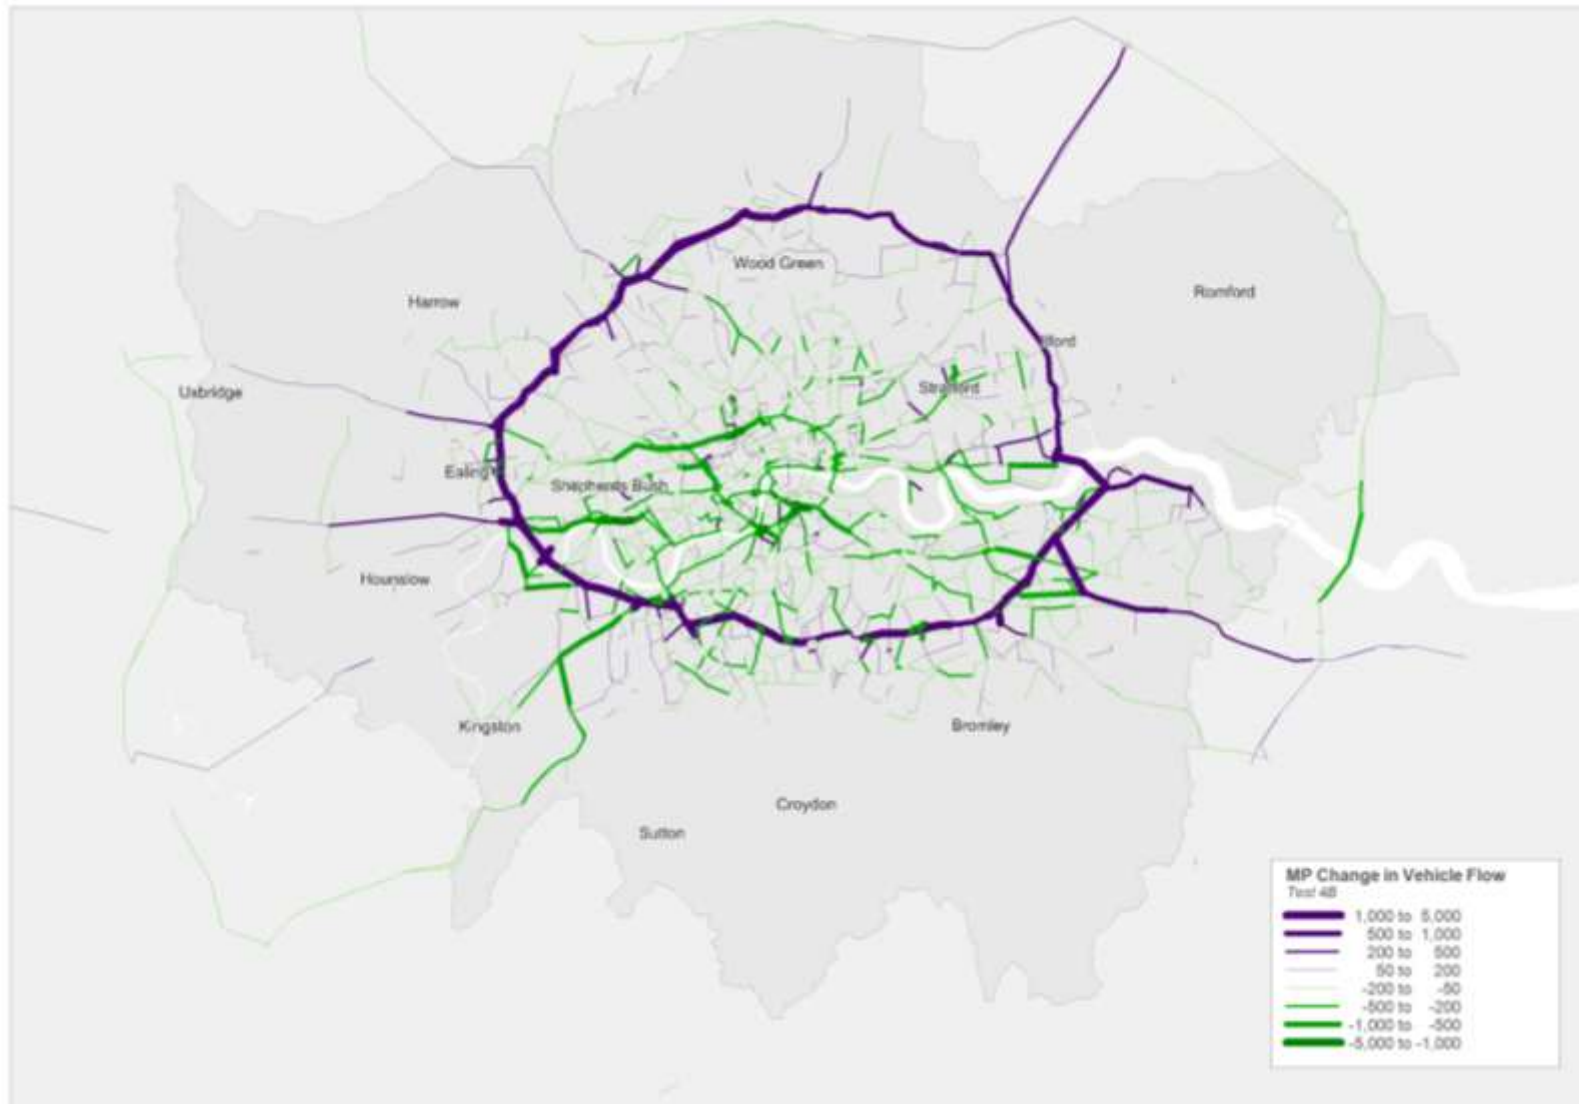 Wood Green
Harrow
Romford
Ilford
Uxbridge
Stratford
Ealing
Shepherds Bush
Hounslow
Kingston
Bromley
Croydon
Sutton
MP Change in Vehicle Flow
Test 4B
1,000 to 5,000
500 to 1,000
200 to 500
50 to 200
-200 to -50
-500 to -200
-1,000 to -500
-5,000 to -1,000